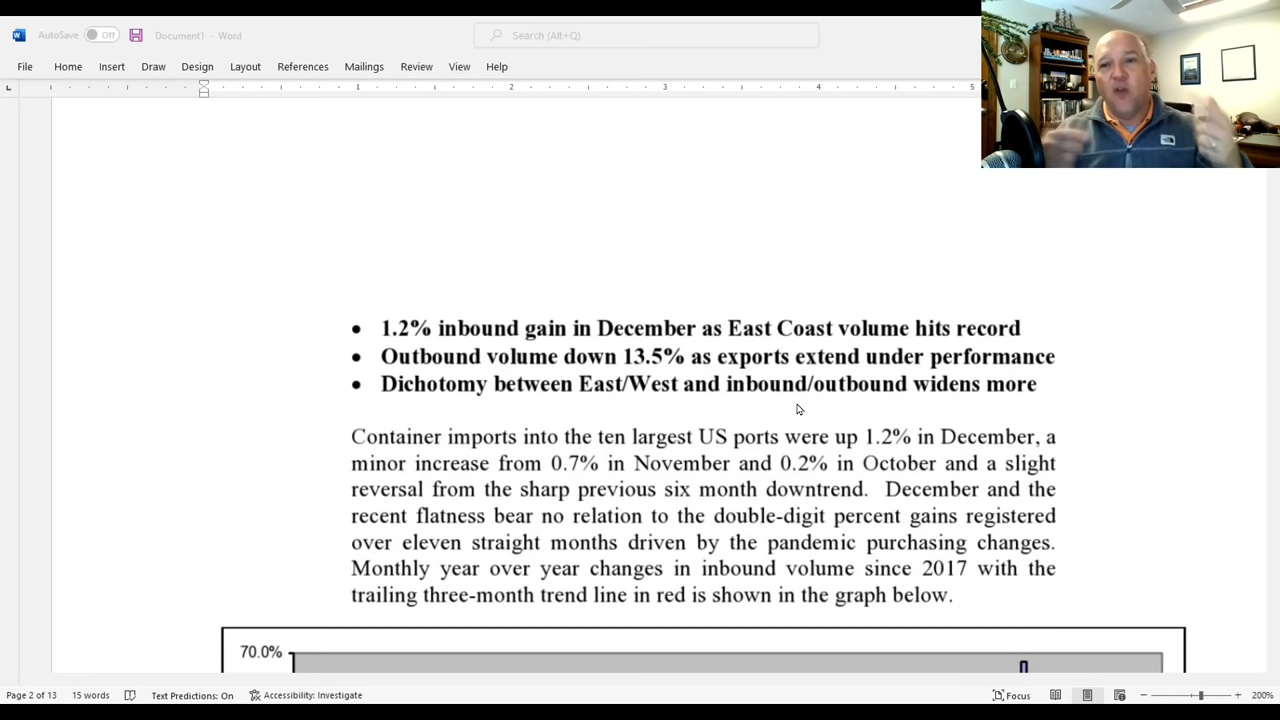 AutoSave Off Document1 - Word Search (Alt+Q)
File Home Insert Draw Design Layout References Mailings Review View Help
1 2 3 4 5
• 1.2% inbound gain in December as East Coast volume hits record
• Outbound volume down 13.5% as exports extend under performance
• Dichotomy between East/West and inbound/outbound widens more
Container imports into the ten largest US ports were up 1.2% in December, a
minor increase from 0.7% in November and 0.2% in October and a slight
reversal from the sharp previous six month downtrend. December and the
recent flatness bear no relation to the double-digit percent gains registered
over eleven straight months driven by the pandemic purchasing changes.
Monthly year over year changes in inbound volume since 2017 with the
trailing three-month trend line in red is shown in the graph below.
70.0%
Page 2 of 13 15 words Text Predictions: On Accessibility: Investigate Focus 200%